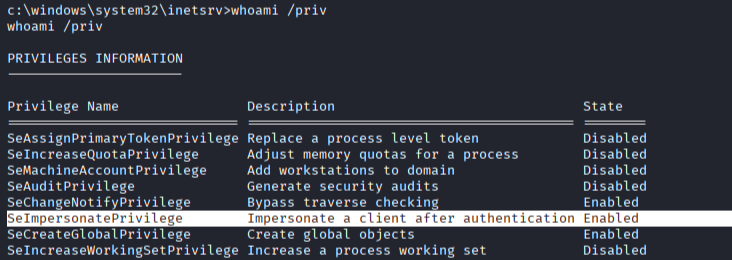 c:\windows\system32\inetsrv>whoami /priv
whoami /priv
PRIVILEGES INFORMATION
----------------------
Privilege Name Description State
============================= ========================================= ========
SeAssignPrimaryTokenPrivilege Replace a process level token Disabled
SeIncreaseQuotaPrivilege Adjust memory quotas for a process Disabled
SeMachineAccountPrivilege Add workstations to domain Disabled
SeAuditPrivilege Generate security audits Disabled
SeChangeNotifyPrivilege Bypass traverse checking Enabled
SeImpersonatePrivilege Impersonate a client after authentication Enabled
SeCreateGlobalPrivilege Create global objects Enabled
SeIncreaseWorkingSetPrivilege Increase a process working set Disabled